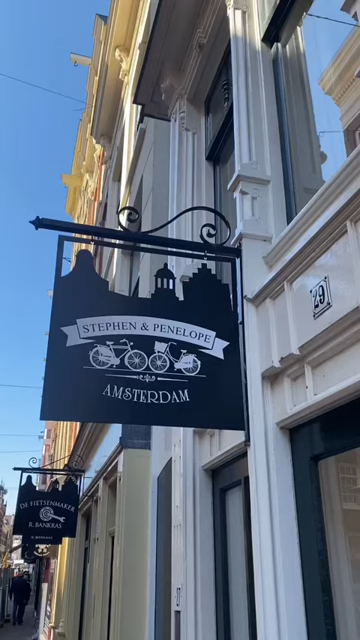 STEPHEN & PENELOPE
AMSTERDAM
29
DE FIETSENMAKER
R. BANKRAS